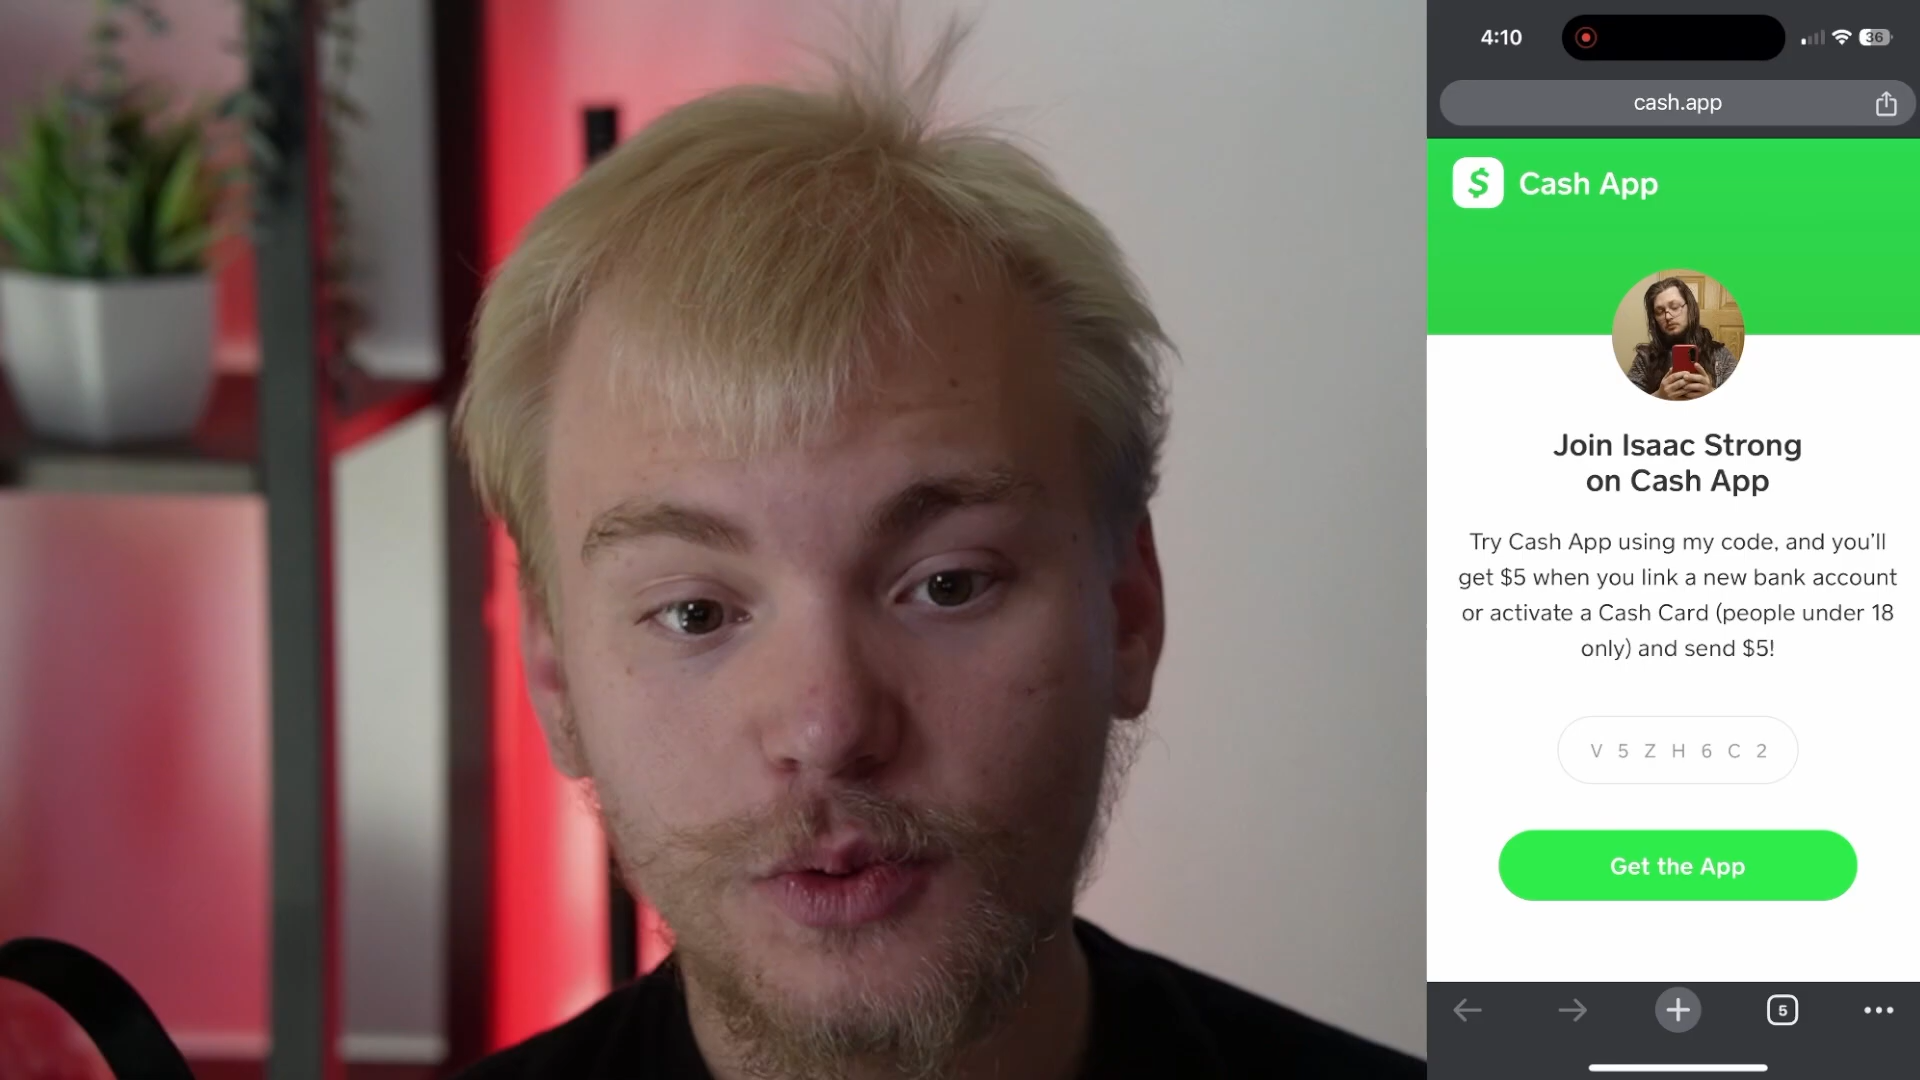 4:10
36
cash.app
$ Cash App
Join Isaac Strong
on Cash App
Try Cash App using my code, and you’ll
get $5 when you link a new bank account
or activate a Cash Card (people under 18
only) and send $5!
V 5 Z H 6 C 2
Get the App
5